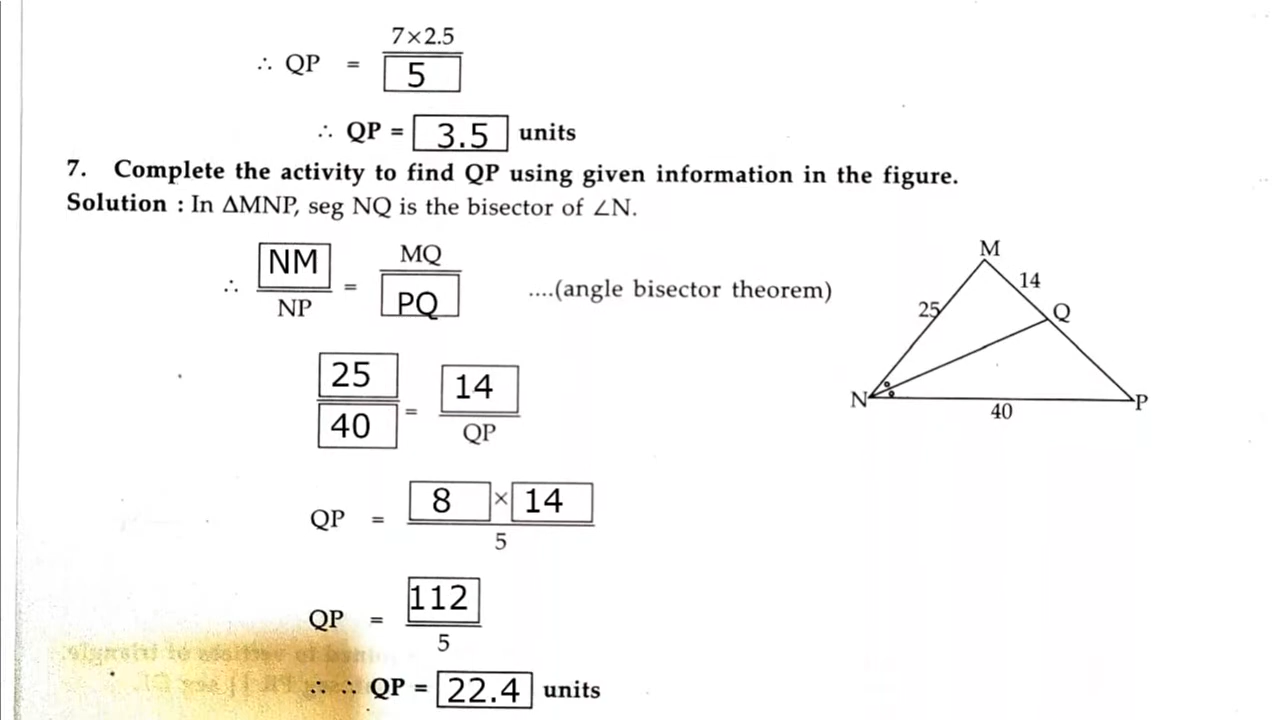 7×2.5
∴ QP = 5
∴ QP = 3.5 units
7. Complete the activity to find QP using given information in the figure.
Solution : In ΔMNP, seg NQ is the bisector of ∠N.
∴ NM / NP = MQ / PQ ....(angle bisector theorem)
25 / 40 = 14 / QP
QP = 8 × 14 / 5
QP = 112 / 5
∴ ∴ QP = 22.4 units
M
14
25
Q
N
40
P